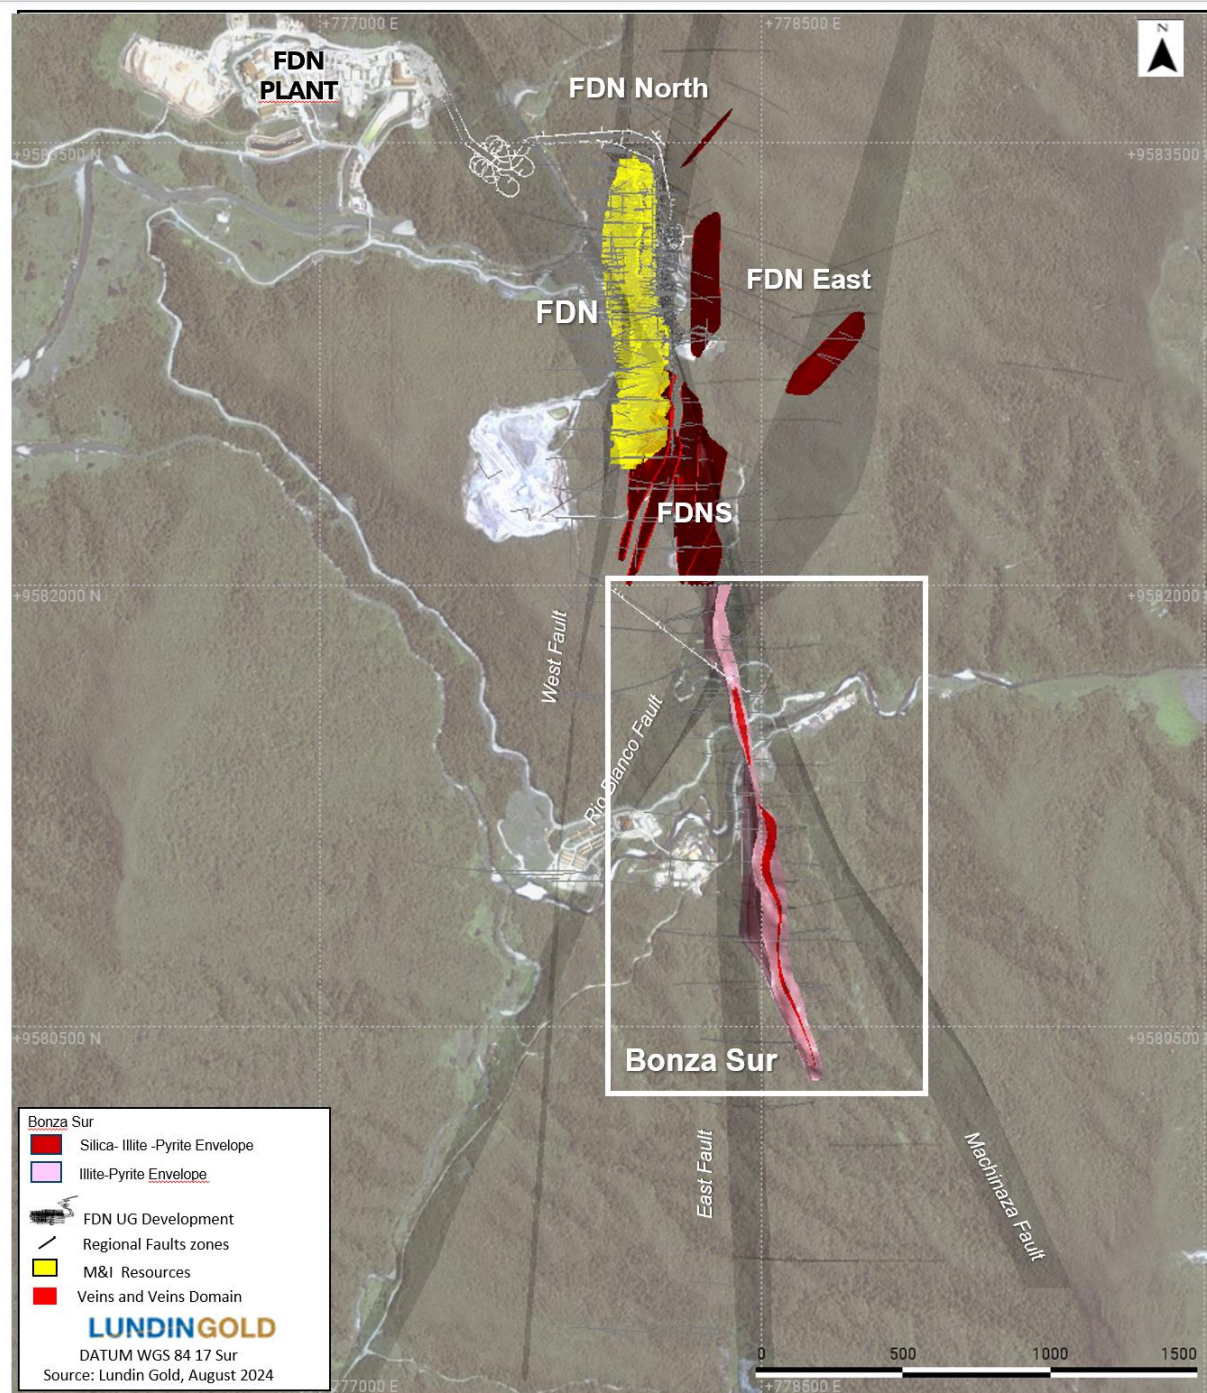 +777000 E
+778500 E
N
FDN
PLANT
FDN North
+9583500 N
+9583500
FDN East
FDN
FDNS
+9582000 N
+9582000
West Fault
Rio Blanco Fault
+9580500 N
+9580500
Bonza Sur
East Fault
Machinaza Fault
Bonza Sur
Silica- Illite -Pyrite Envelope
Illite-Pyrite Envelope
FDN UG Development
Regional Faults zones
M&I Resources
Veins and Veins Domain
LUNDINGOLD
DATUM WGS 84 17 Sur
Source: Lundin Gold, August 2024
0 500 1000 1500
+777000 E
+778500 E